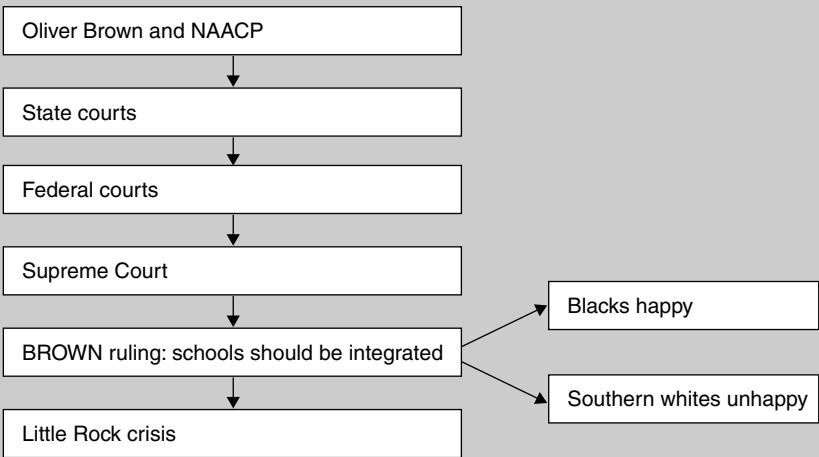 Oliver Brown and NAACP
State courts
Federal courts
Supreme Court
BROWN ruling: schools should be integrated
Blacks happy
Southern whites unhappy
Little Rock crisis